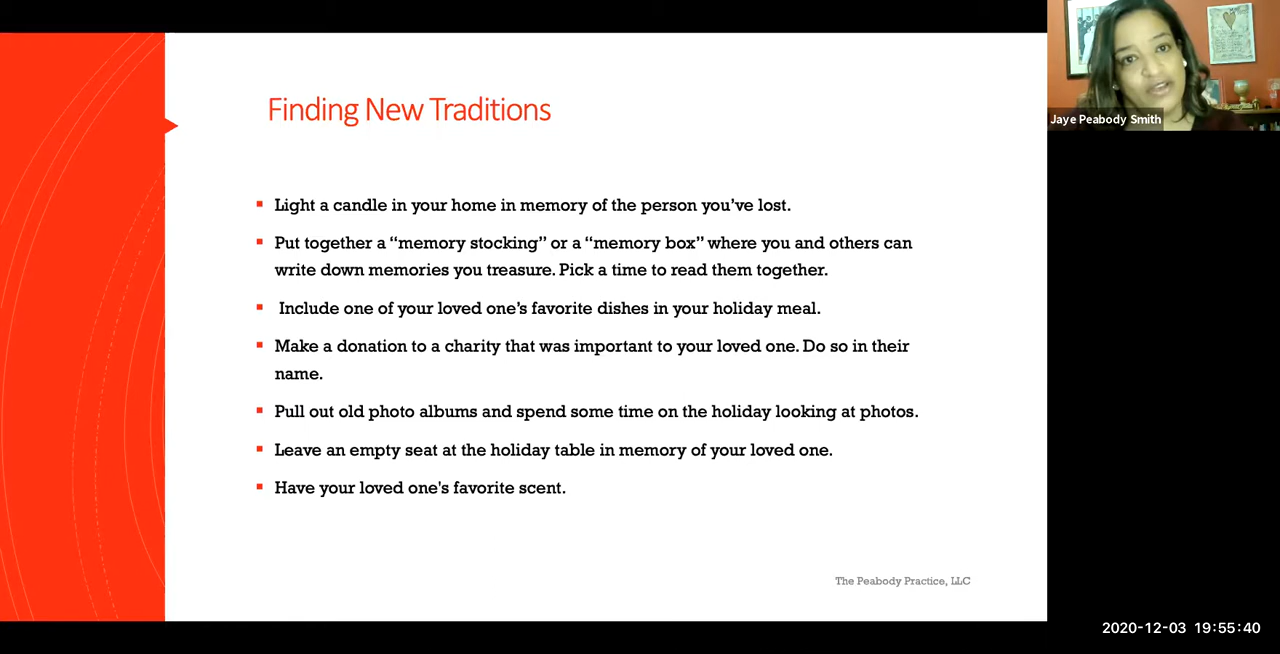 Finding New Traditions
Light a candle in your home in memory of the person you’ve lost.
Put together a “memory stocking” or a “memory box” where you and others can
write down memories you treasure. Pick a time to read them together.
Include one of your loved one’s favorite dishes in your holiday meal.
Make a donation to a charity that was important to your loved one. Do so in their
name.
Pull out old photo albums and spend some time on the holiday looking at photos.
Leave an empty seat at the holiday table in memory of your loved one.
Have your loved one's favorite scent.
The Peabody Practice, LLC
Jaye Peabody Smith
2020-12-03 19:55:40